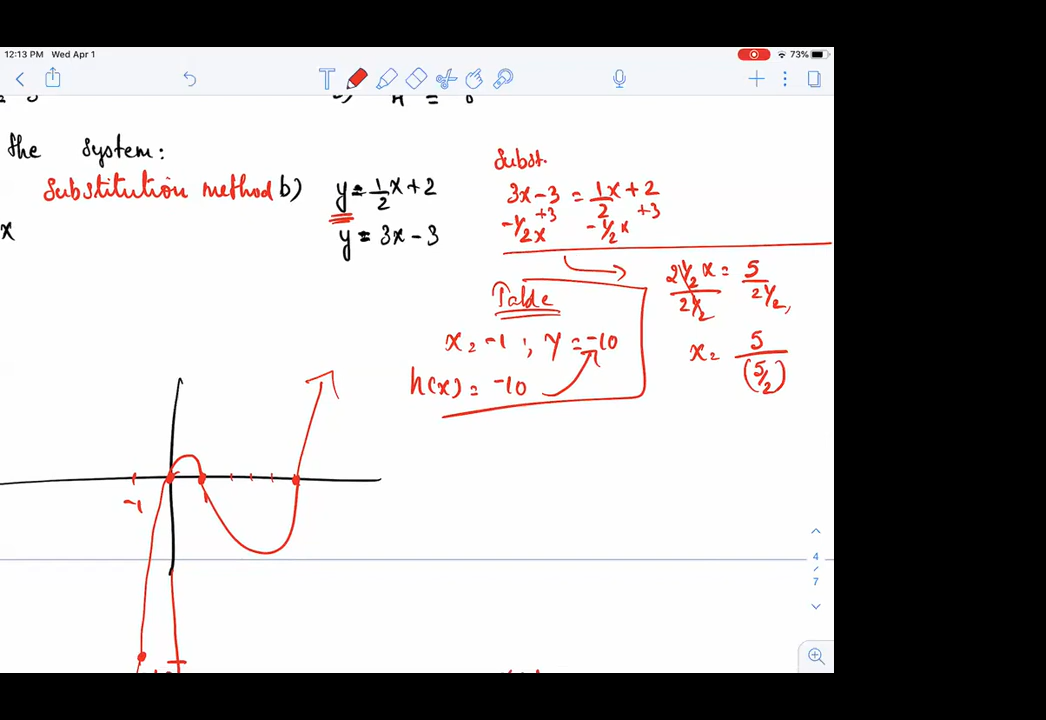 12:13 PM Wed Apr 1
73%
the system:
Subst.
Substitution method b) y = 1/2 x + 2
3x - 3 = 1/2 x + 2
x
y = 3x - 3
+3 +3
-1/2 x -1/2 x
2 1/2 x = 5
2 1/2 2 1/2
Table
x = -1 ; y = -10
x = 5
(5/2)
h(x) = -10
-1
4
7